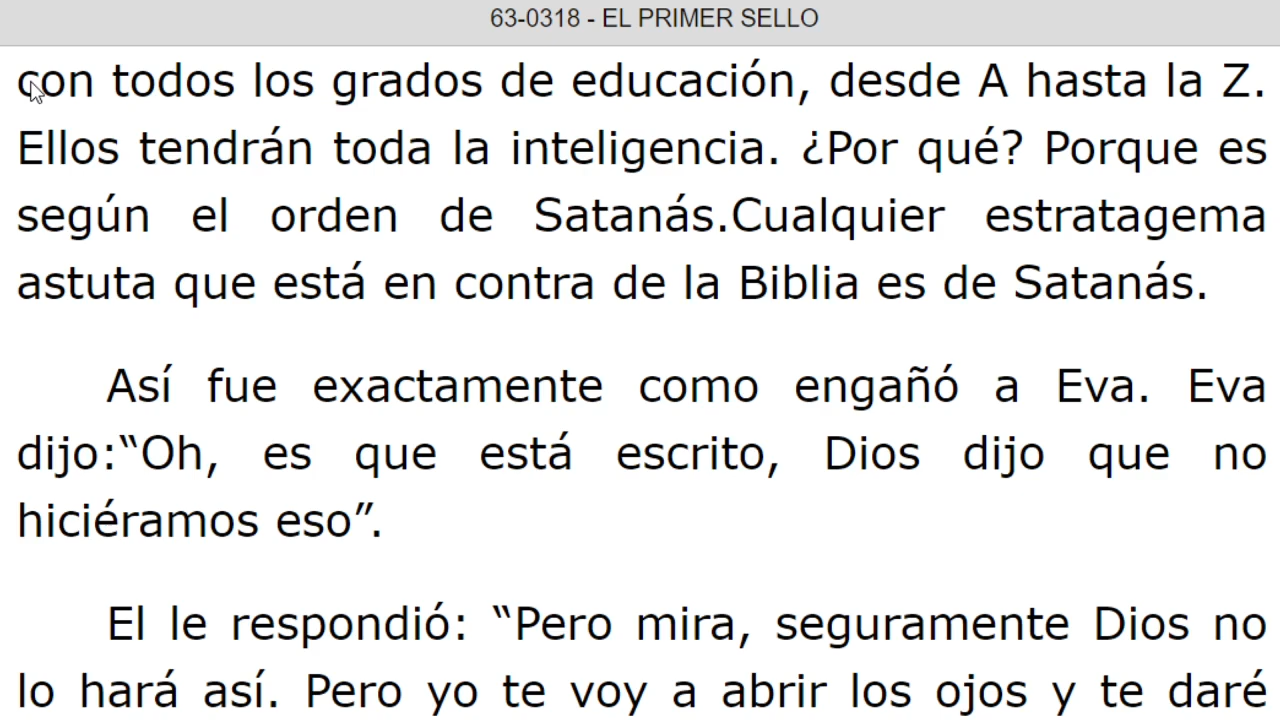 63-0318 - EL PRIMER SELLO
con todos los grados de educación, desde A hasta la Z.
Ellos tendrán toda la inteligencia. ¿Por qué? Porque es
según el orden de Satanás.Cualquier estratagema
astuta que está en contra de la Biblia es de Satanás.
Así fue exactamente como engañó a Eva. Eva
dijo:“Oh, es que está escrito, Dios dijo que no
hiciéramos eso”.
El le respondió: “Pero mira, seguramente Dios no
lo hará así. Pero yo te voy a abrir los ojos y te daré